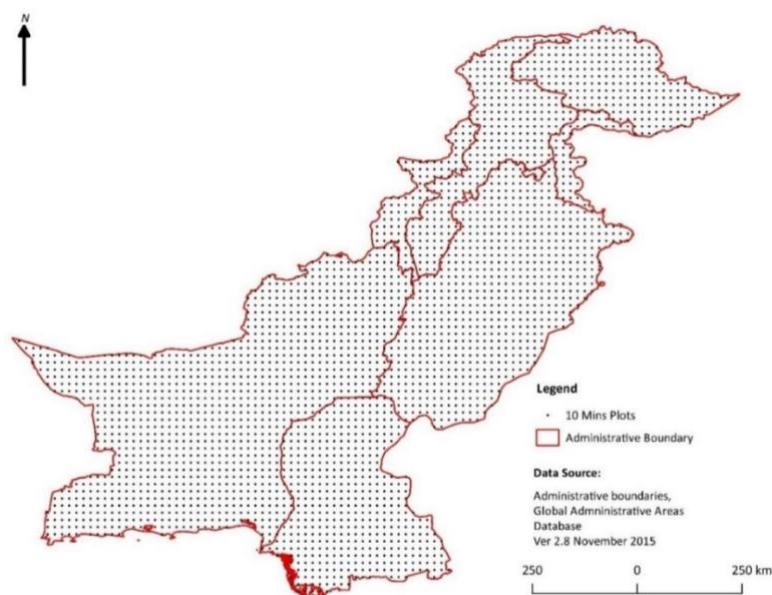 N
Legend
10 Mins Plots
Administrative Boundary
Data Source:
Administrative boundaries,
Global Admninistrative Areas
Database
Ver 2.8 November 2015
250 0 250 km